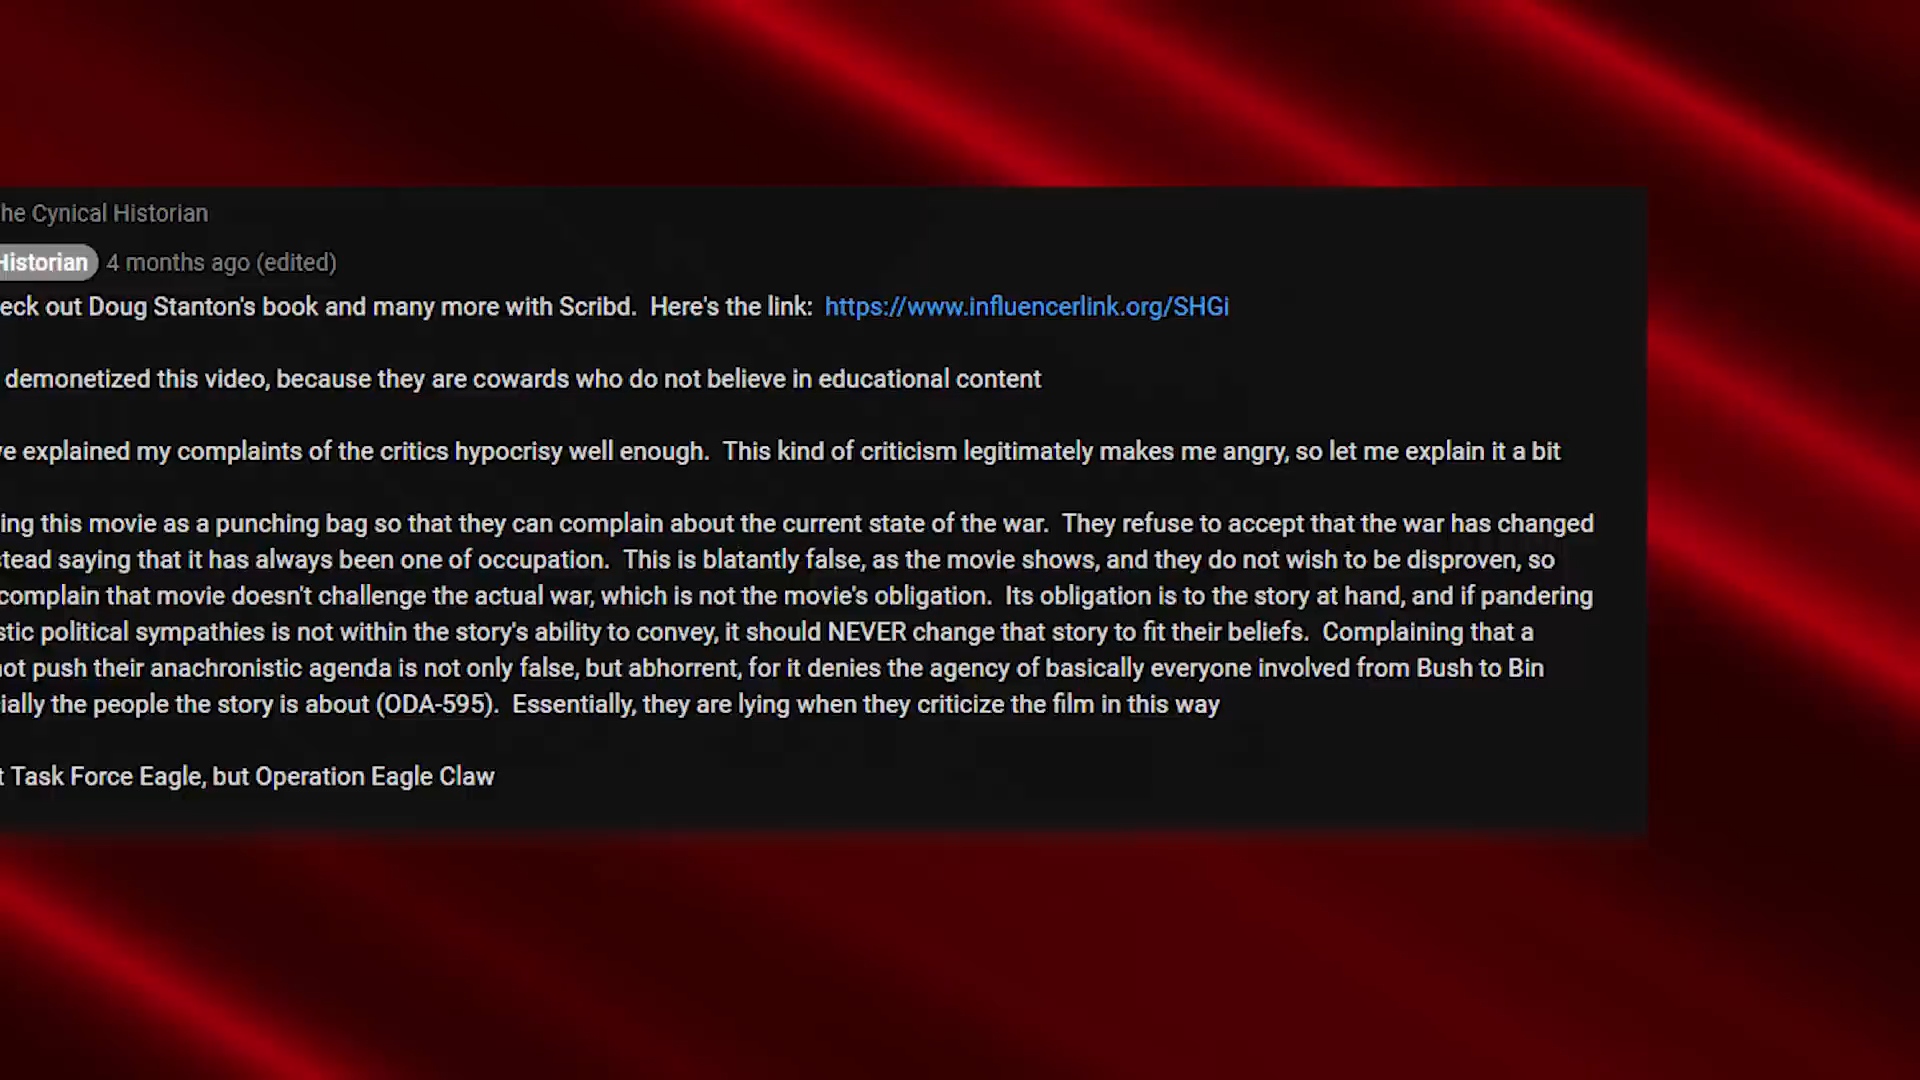 he Cynical Historian
Historian 4 months ago (edited)
eck out Doug Stanton's book and many more with Scribd. Here's the link: https://www.influencerlink.org/SHGi
demonetized this video, because they are cowards who do not believe in educational content
ve explained my complaints of the critics hypocrisy well enough. This kind of criticism legitimately makes me angry, so let me explain it a bit
ing this movie as a punching bag so that they can complain about the current state of the war. They refuse to accept that the war has changed
stead saying that it has always been one of occupation. This is blatantly false, as the movie shows, and they do not wish to be disproven, so
complain that movie doesn't challenge the actual war, which is not the movie's obligation. Its obligation is to the story at hand, and if pandering
stic political sympathies is not within the story's ability to convey, it should NEVER change that story to fit their beliefs. Complaining that a
not push their anachronistic agenda is not only false, but abhorrent, for it denies the agency of basically everyone involved from Bush to Bin
ially the people the story is about (ODA-595). Essentially, they are lying when they criticize the film in this way
t Task Force Eagle, but Operation Eagle Claw